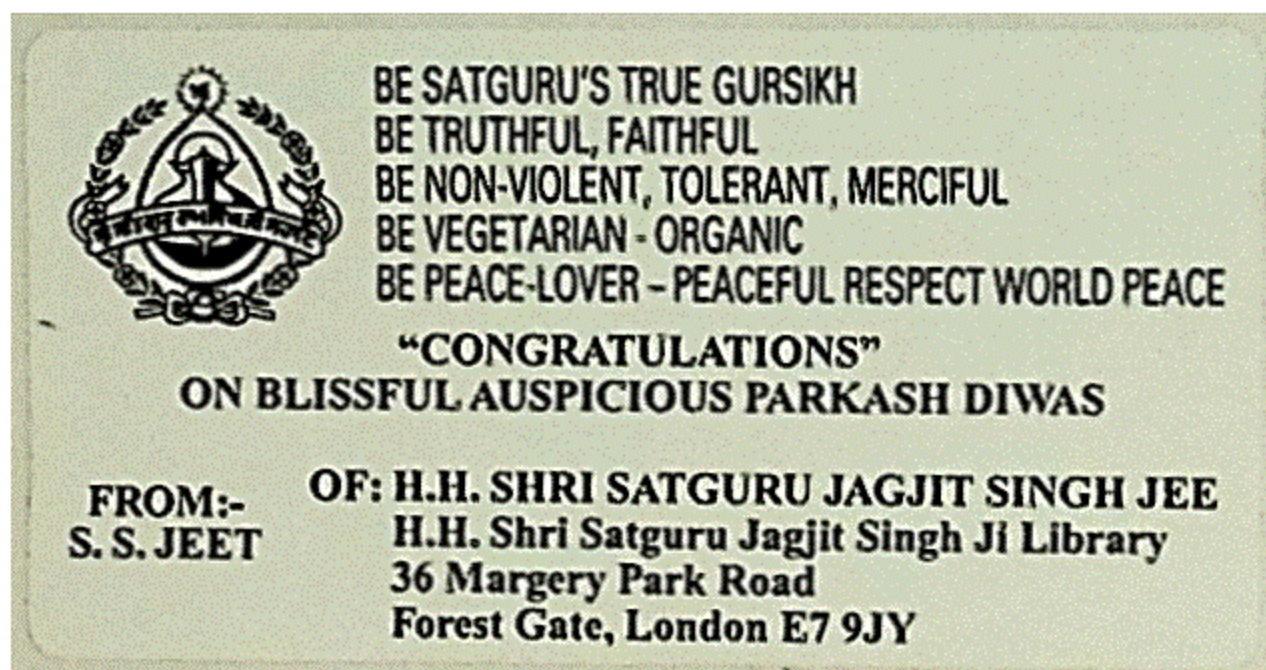 BE SATGURU'S TRUE GURSIKH
BE TRUTHFUL, FAITHFUL
BE NON-VIOLENT, TOLERANT, MERCIFUL
BE VEGETARIAN - ORGANIC
BE PEACE-LOVER – PEACEFUL RESPECT WORLD PEACE
“CONGRATULATIONS”
ON BLISSFUL AUSPICIOUS PARKASH DIWAS
FROM:-
S. S. JEET
OF: H.H. SHRI SATGURU JAGJIT SINGH JEE
H.H. Shri Satguru Jagjit Singh Ji Library
36 Margery Park Road
Forest Gate, London E7 9JY